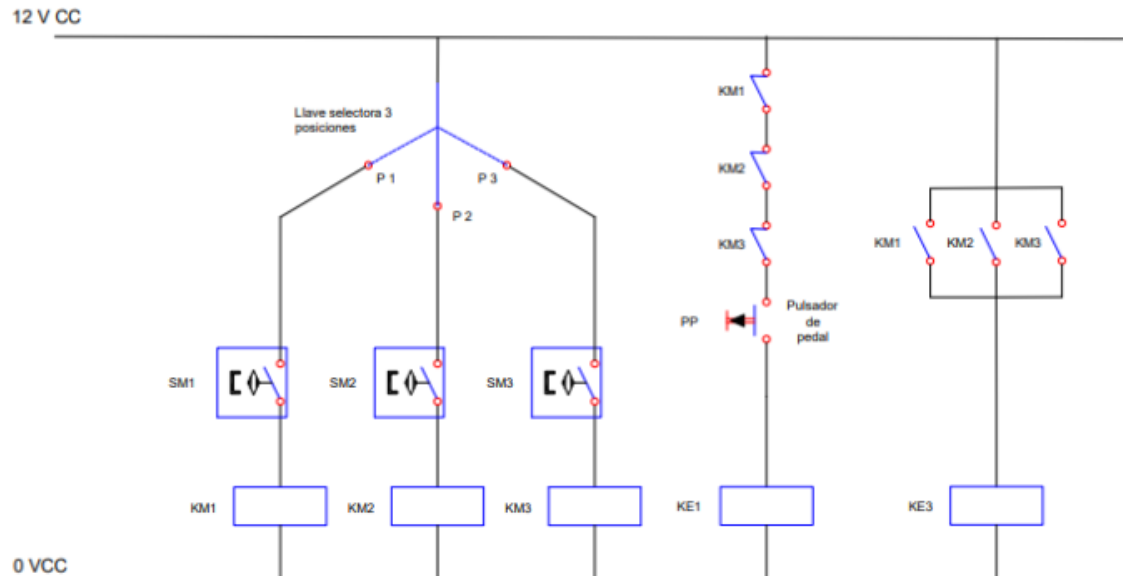 12 V CC
Llave selectora 3
posiciones
P 1
P 3
P 2
KM1
KM2
KM3
KM1
KM2
KM3
PP
Pulsador
de
pedal
SM1
SM2
SM3
KM1
KM2
KM3
KE1
KE3
0 VCC